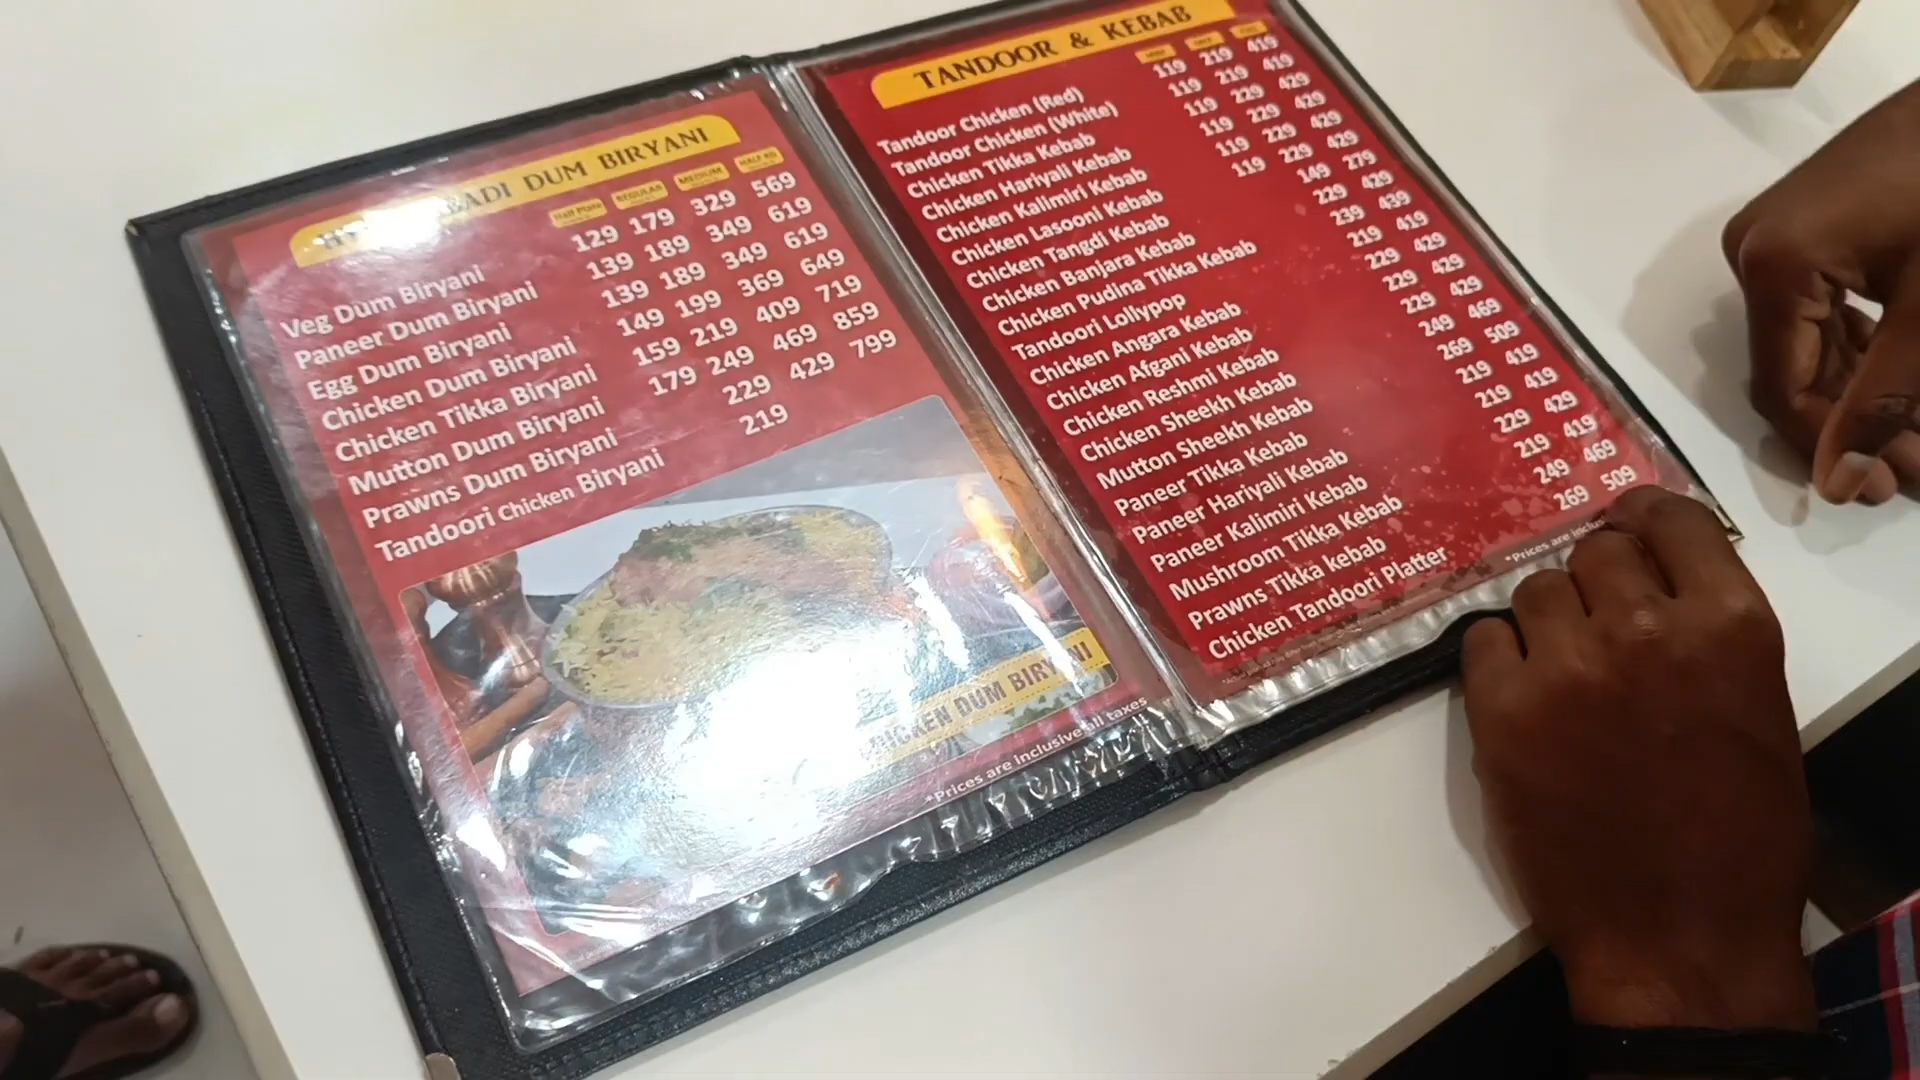 DUM BIRYANI
Half Plate REGULAR MEDIUM HALF KG
Veg Dum Biryani 129 179 329 569
Paneer Dum Biryani 139 189 349 619
Egg Dum Biryani 139 189 349 619
Chicken Dum Biryani 149 199 369 649
Chicken Tikka Biryani 159 219 409 719
Mutton Dum Biryani 179 249 469 859
Prawns Dum Biryani 229 429 799
Tandoori Chicken Biryani 219
CHICKEN DUM BIRYANI
*Prices are inclusive all taxes
TANDOOR & KEBAB
Tandoor Chicken (Red) 119 219 419
Tandoor Chicken (White) 119 219 419
Chicken Tikka Kebab 119 229 429
Chicken Hariyali Kebab 119 229 429
Chicken Kalimiri Kebab 119 229 429
Chicken Lasooni Kebab 119 229 429
Chicken Tangdi Kebab 149 279
Chicken Banjara Kebab 229 429
Chicken Pudina Tikka Kebab 239 439
Tandoori Lollypop 219 419
Chicken Angara Kebab 229 429
Chicken Afgani Kebab 229 429
Chicken Reshmi Kebab 229 429
Chicken Sheekh Kebab 249 469
Mutton Sheekh Kebab 269 509
Paneer Tikka Kebab 219 419
Paneer Hariyali Kebab 219 419
Paneer Kalimiri Kebab 229 429
Mushroom Tikka Kebab 219 419
Prawns Tikka kebab 249 469
Chicken Tandoori Platter 269 509
*Prices are